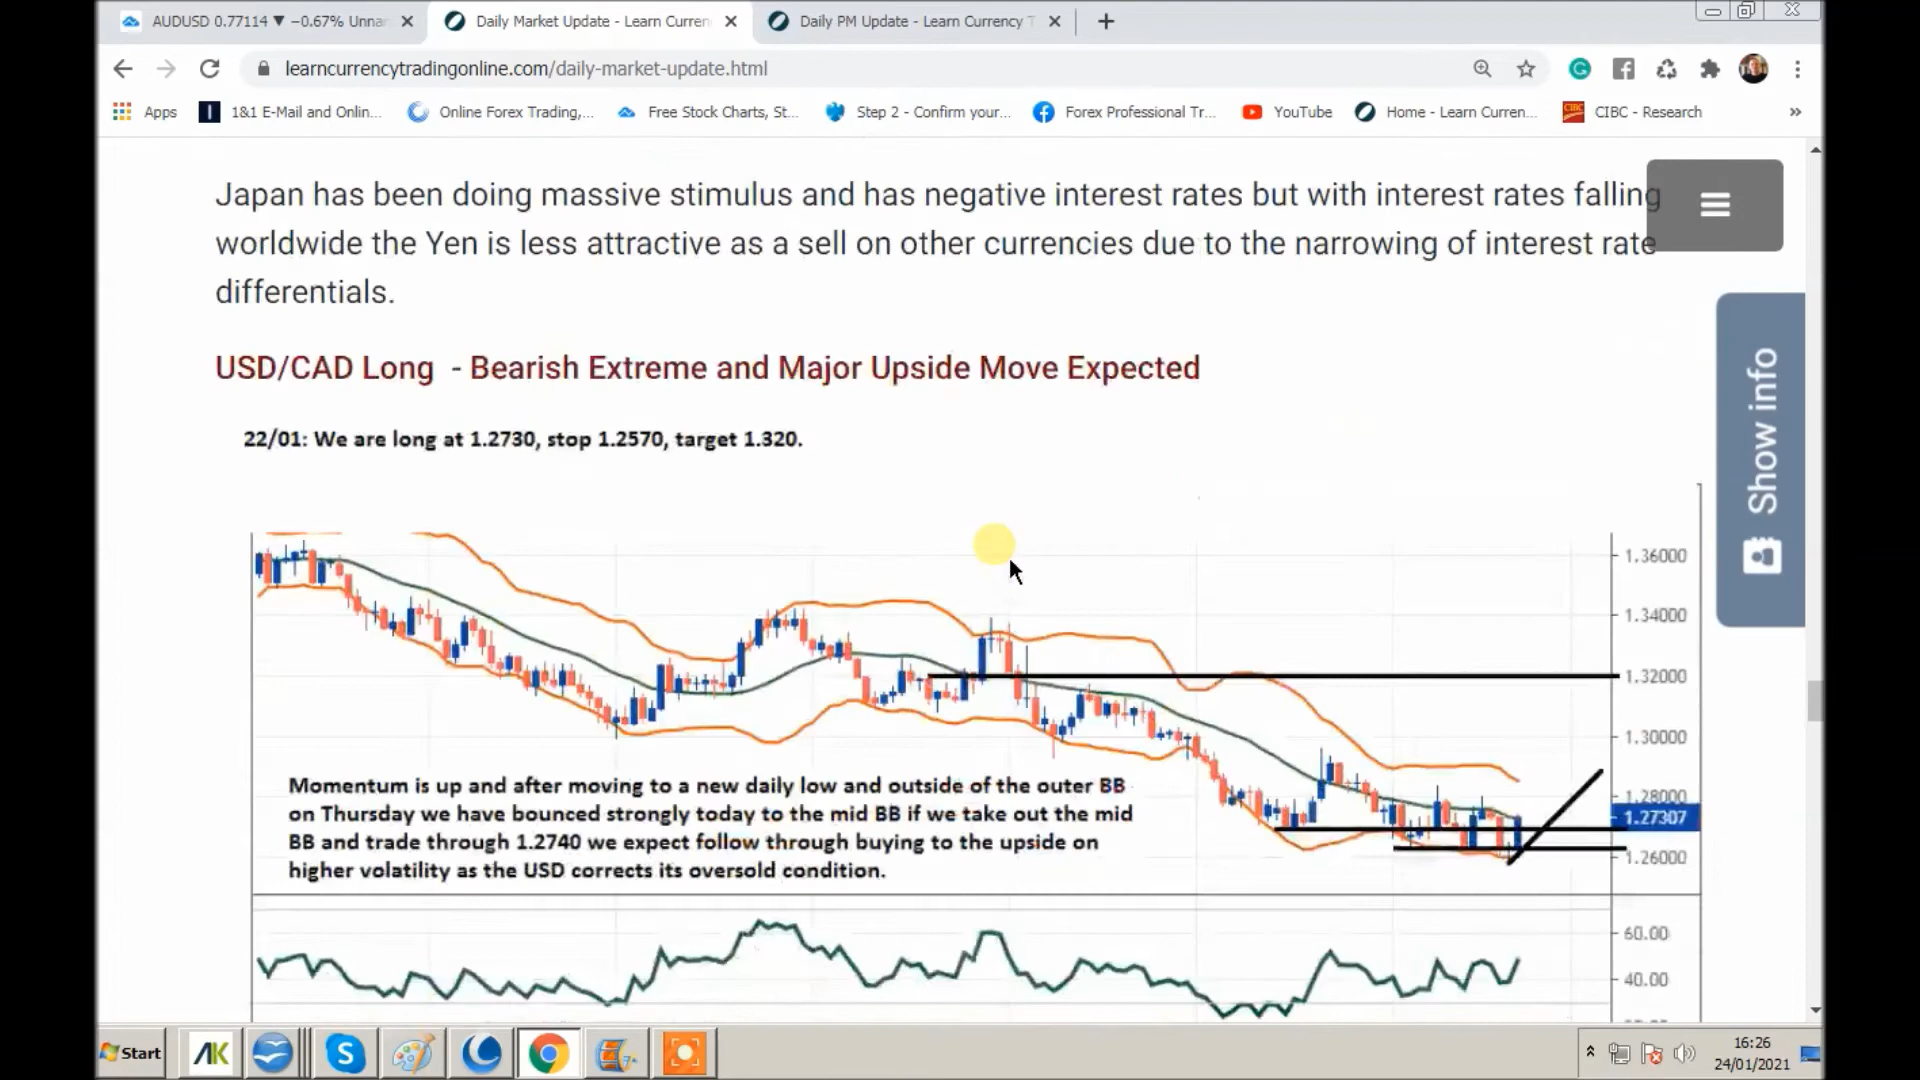 AUDUSD 0.77114 ▼ −0.67% Unnar
Daily Market Update - Learn Curren
Daily PM Update - Learn Currency T
learncurrencytradingonline.com/daily-market-update.html
Apps
1&1 E-Mail and Onlin...
Online Forex Trading,...
Free Stock Charts, St...
Step 2 - Confirm your...
Forex Professional Tr...
YouTube
Home - Learn Curren...
CIBC
CIBC - Research
Japan has been doing massive stimulus and has negative interest rates but with interest rates falling
worldwide the Yen is less attractive as a sell on other currencies due to the narrowing of interest rate
differentials.
Show info
USD/CAD Long - Bearish Extreme and Major Upside Move Expected
22/01: We are long at 1.2730, stop 1.2570, target 1.320.
1.36000
1.34000
1.32000
1.30000
1.28000
1.27307
1.26000
Momentum is up and after moving to a new daily low and outside of the outer BB
on Thursday we have bounced strongly today to the mid BB if we take out the mid
BB and trade through 1.2740 we expect follow through buying to the upside on
higher volatility as the USD corrects its oversold condition.
60.00
40.00
Start
AK
16:26
24/01/2021